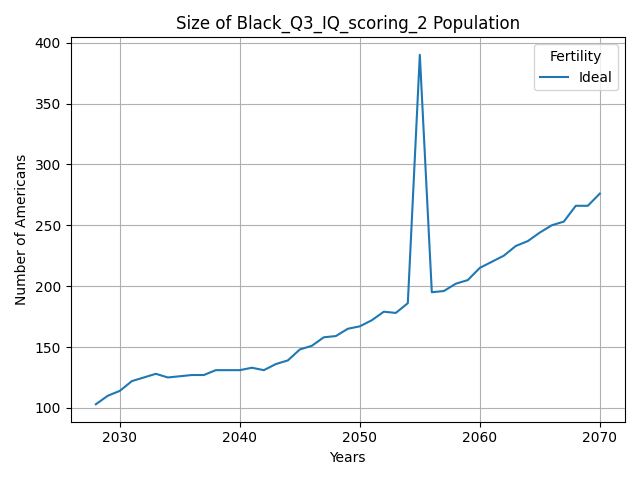 Size of Black_Q3_IQ_scoring_2 Population
Fertility
Ideal
Number of Americans
400
350
300
250
200
150
100
2030
2040
2050
2060
2070
Years